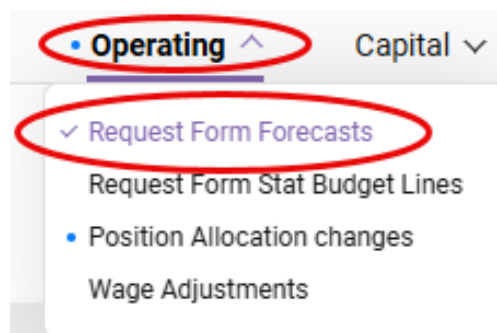 Operating Capital
Request Form Forecasts
Request Form Stat Budget Lines
Position Allocation changes
Wage Adjustments